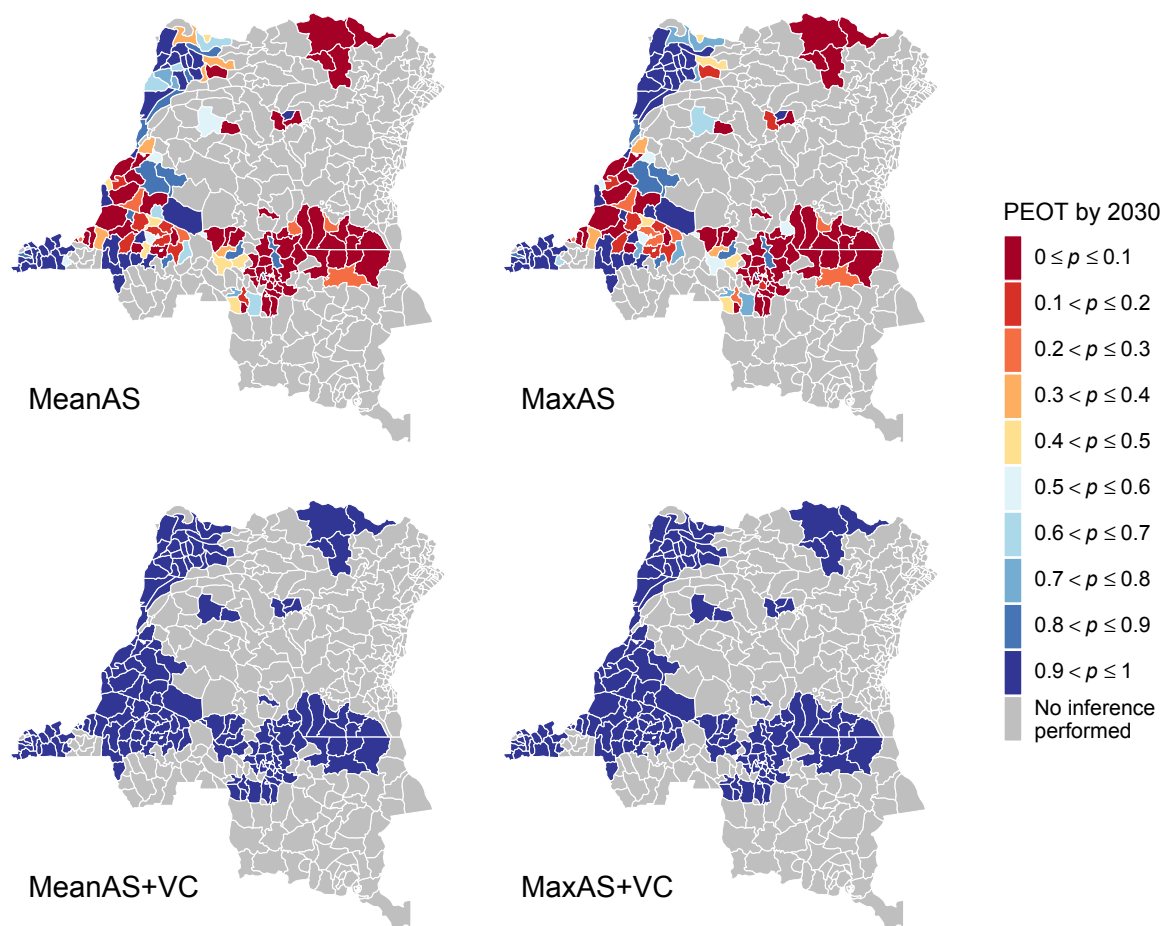 MeanAS
MaxAS
MeanAS+VC
MaxAS+VC
PEOT by 2030
0 ≤ p ≤ 0.1
0.1 < p ≤ 0.2
0.2 < p ≤ 0.3
0.3 < p ≤ 0.4
0.4 < p ≤ 0.5
0.5 < p ≤ 0.6
0.6 < p ≤ 0.7
0.7 < p ≤ 0.8
0.8 < p ≤ 0.9
0.9 < p ≤ 1
No inference
performed